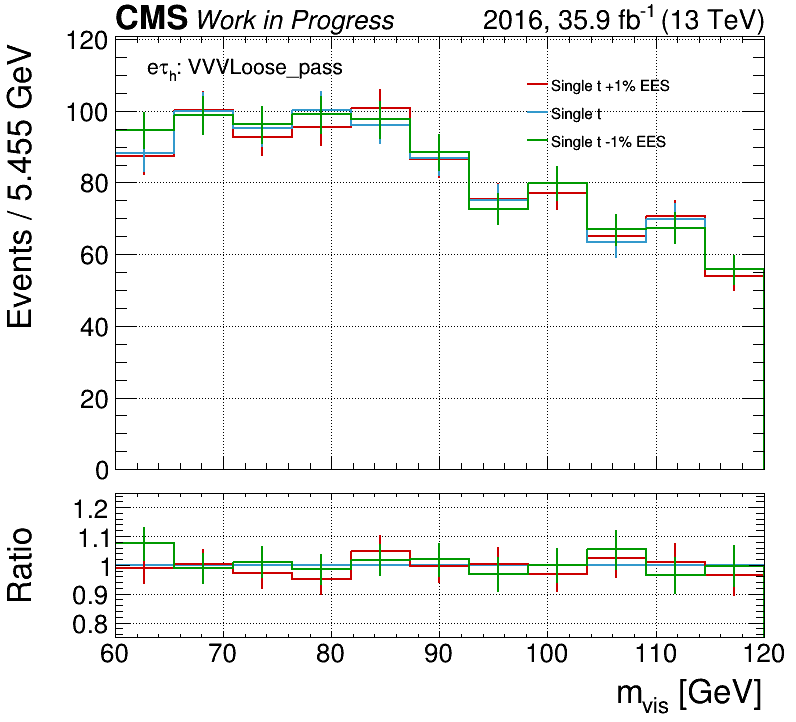 CMS Work in Progress 2016, 35.9 fb⁻¹ (13 TeV)
eτh: VVVLoose_pass
Single t +1% EES
Single t
Single t -1% EES
Events / 5.455 GeV
120
100
80
60
40
20
0
Ratio
1.2
1.1
1
0.9
0.8
60 70 80 90 100 110 120
mvis [GeV]